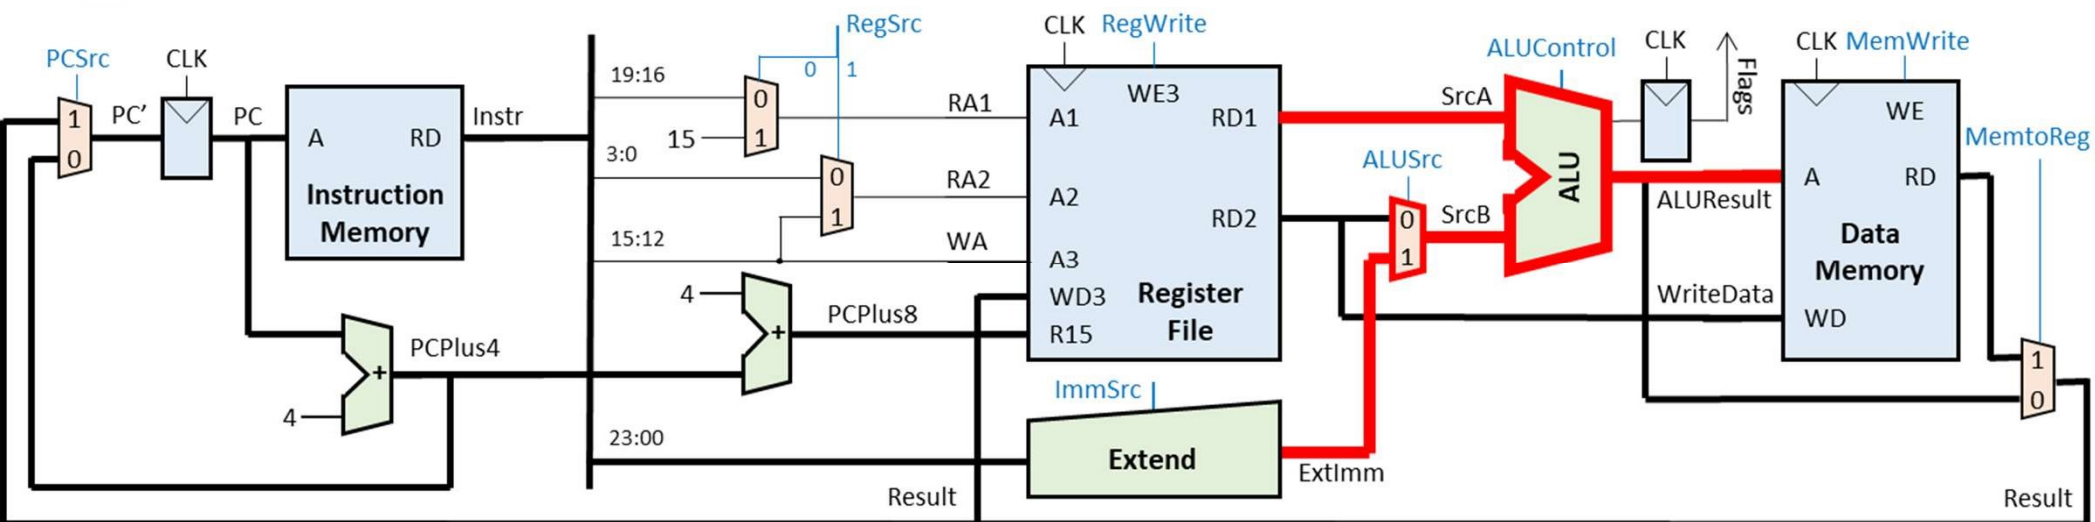 PCSrc
1
0
PC'
CLK
PC
A
RD
Instruction
Memory
Instr
4
+
PCPlus4
19:16
15
3:0
15:12
23:00
RegSrc
0
1
0
1
0
1
RA1
RA2
WA
4
+
PCPlus8
Result
CLK
RegWrite
WE3
A1
RD1
A2
RD2
A3
WD3
R15
Register
File
ImmSrc
Extend
ExtImm
SrcA
ALUSrc
0
1
SrcB
ALUControl
ALU
CLK
Flags
ALUResult
WriteData
CLK
MemWrite
WE
A
RD
Data
Memory
WD
MemtoReg
1
0
Result